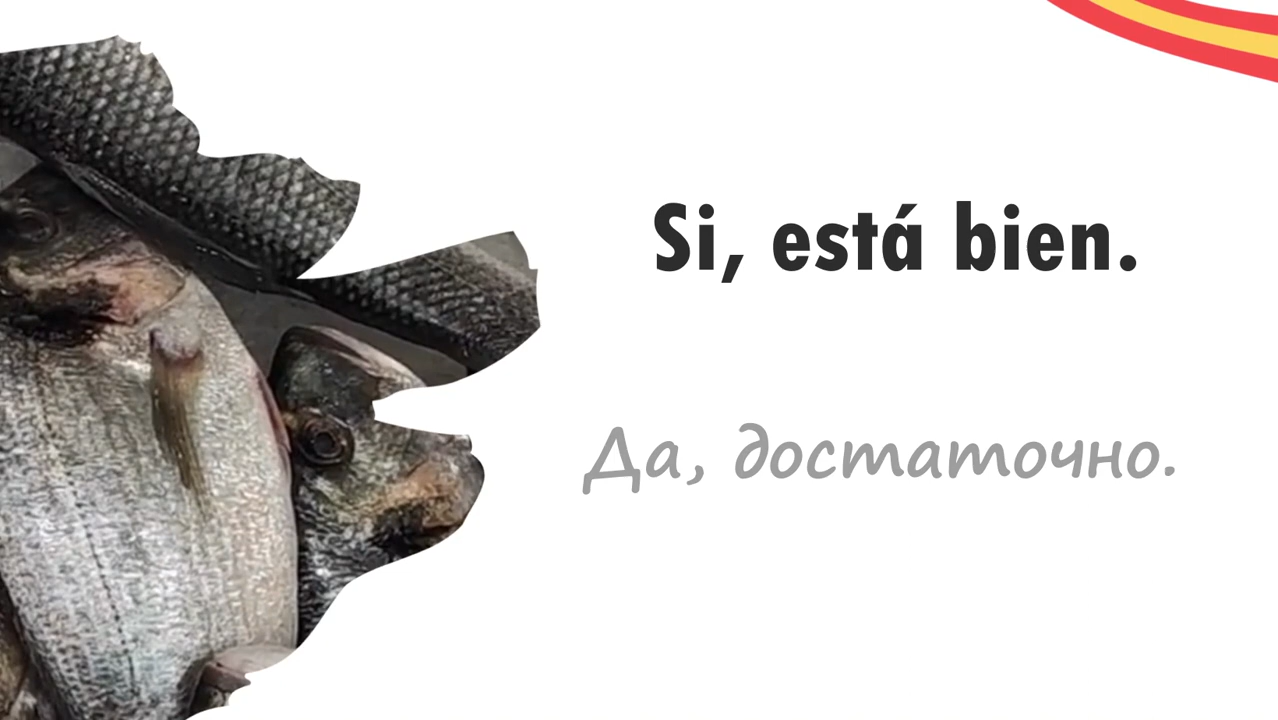 Si, está bien.
Да, достаточно.